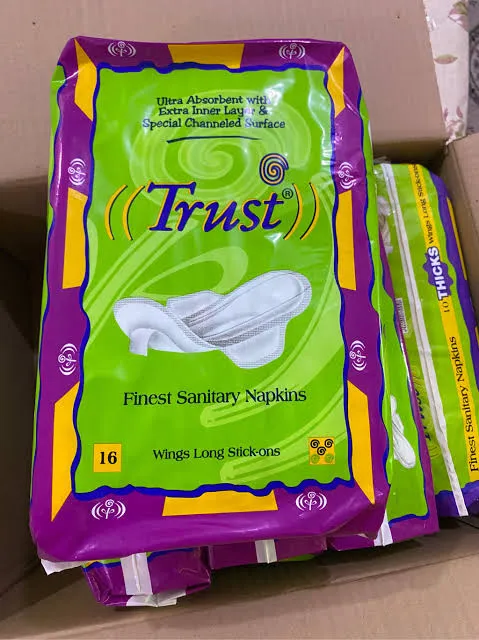 Ultra Absorbent with
Extra Inner Layer &
Special Channeled Surface
Trust®
Finest Sanitary Napkins
16
Wings Long Stick-ons
10 THICKS Wings Long Stick-ons
Finest Sanitary Napkins